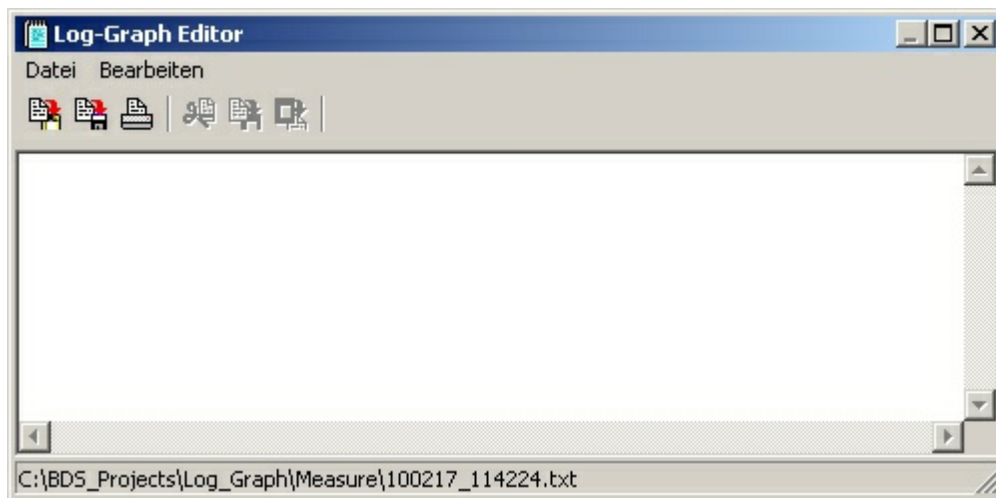 Log-Graph Editor
Datei Bearbeiten
C:\BDS_Projects\Log_Graph\Measure\100217_114224.txt